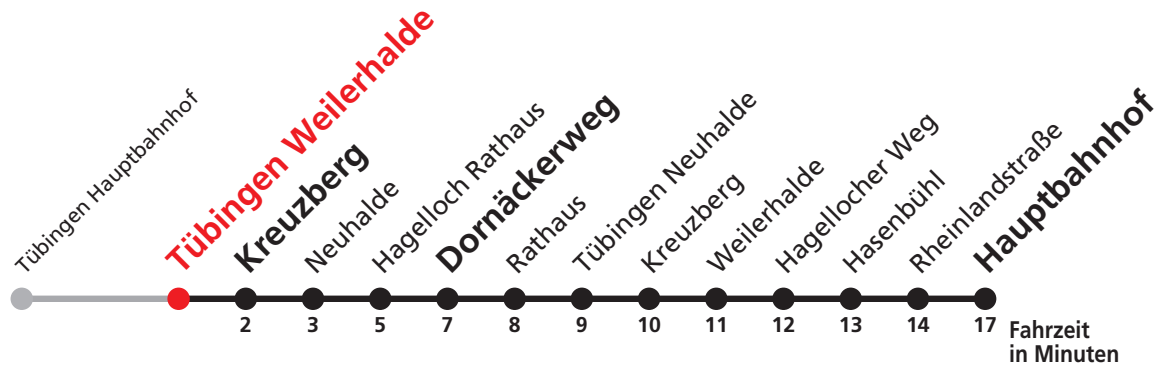 Tübingen Hauptbahnhof
Tübingen Weilerhalde
Kreuzberg
Neuhalde
Hagelloch Rathaus
Dornäckerweg
Rathaus
Tübingen Neuhalde
Kreuzberg
Weilerhalde
Hagellocher Weg
Hasenbühl
Rheinlandstraße
Hauptbahnhof
2 3 5 7 8 9 10 11 12 13 14 17
Fahrzeit
in Minuten